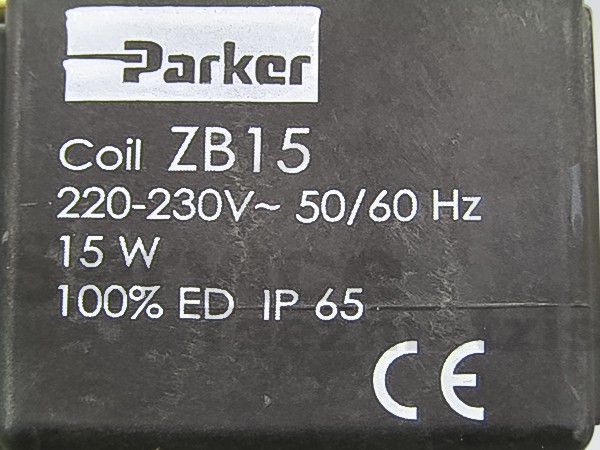 Parker
Coil ZB15
220-230V~ 50/60 Hz
15 W
100% ED IP 65
CE